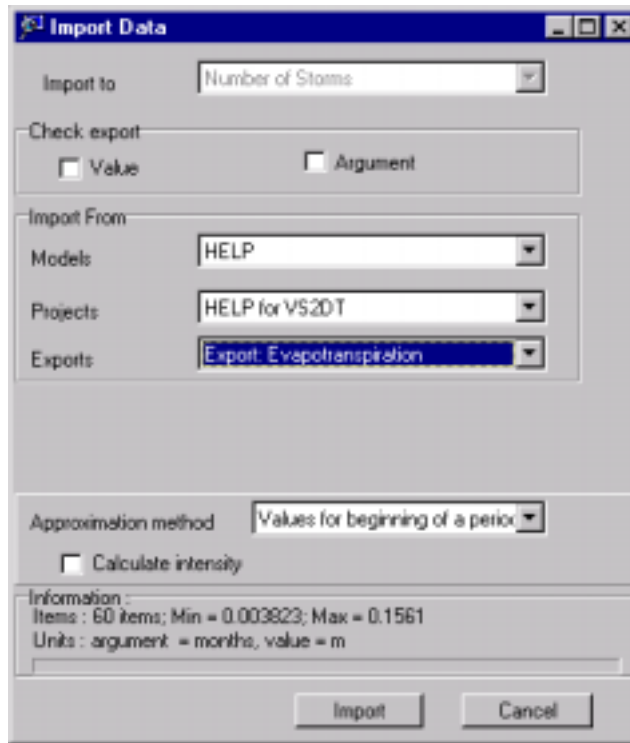 Import Data
Import to Number of Storms
Check export
Value Argument
Import From
Models HELP
Projects HELP for VS2DT
Exports Export: Evapotranspiration
Approximation method Values for beginning of a perioc
Calculate intensity
Information :
Items : 60 items; Min = 0.003823; Max = 0.1561
Units : argument = months, value = m
Import Cancel